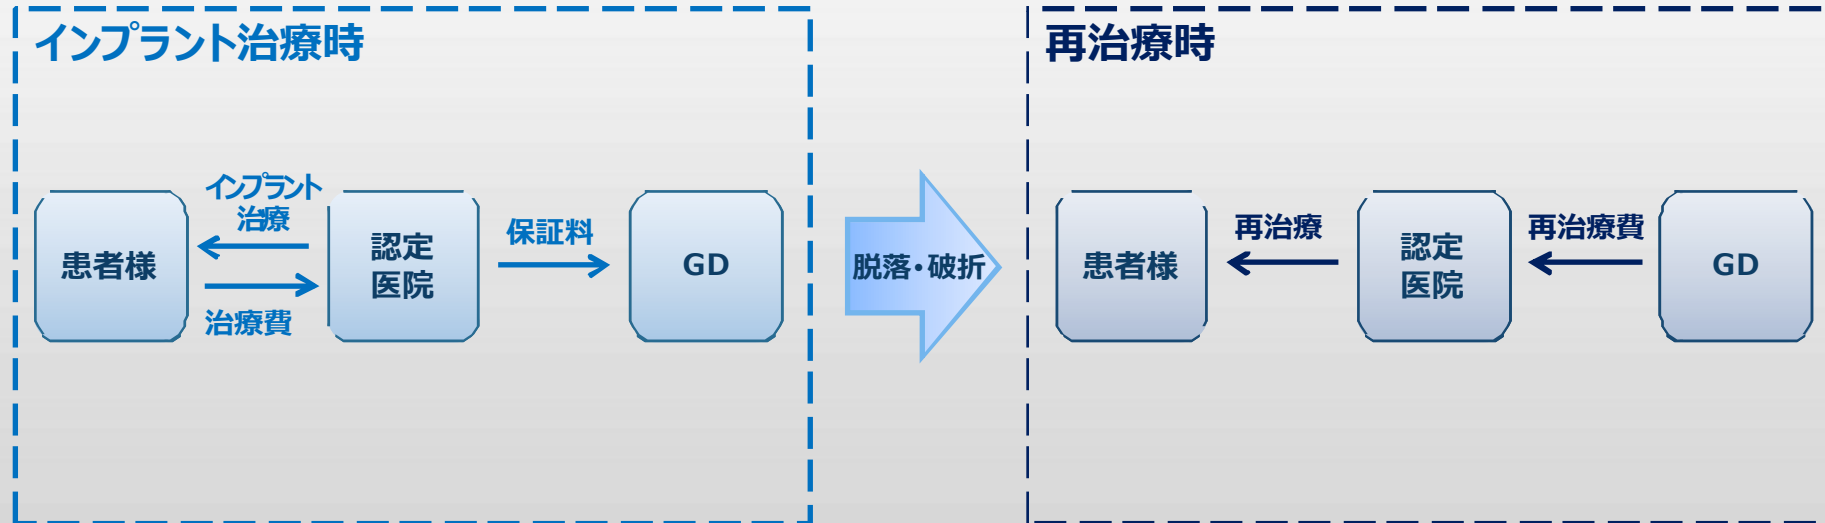 インプラント治療時
患者様
インプラント
治療
治療費
認定
医院
保証料
GD
脱落・破折
再治療時
患者様
再治療
認定
医院
再治療費
GD